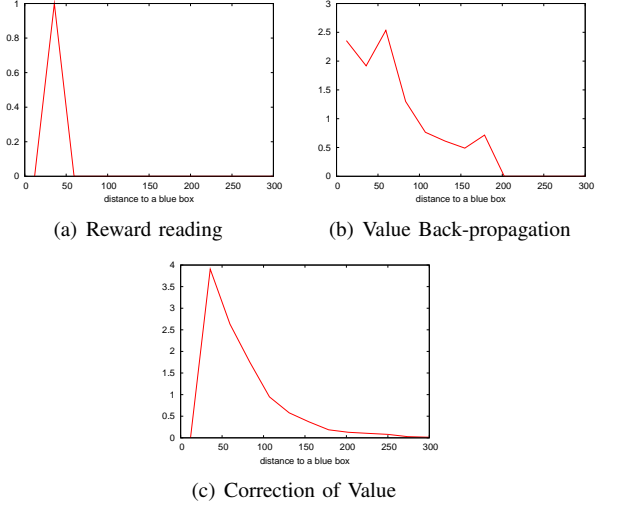 1
0.8
0.6
0.4
0.2
0
0 50 100 150 200 250 300
distance to a blue box
(a) Reward reading
3
2.5
2
1.5
1
0.5
0
0 50 100 150 200 250 300
distance to a blue box
(b) Value Back-propagation
4
3.5
3
2.5
2
1.5
1
0.5
0
0 50 100 150 200 250 300
distance to a blue box
(c) Correction of Value